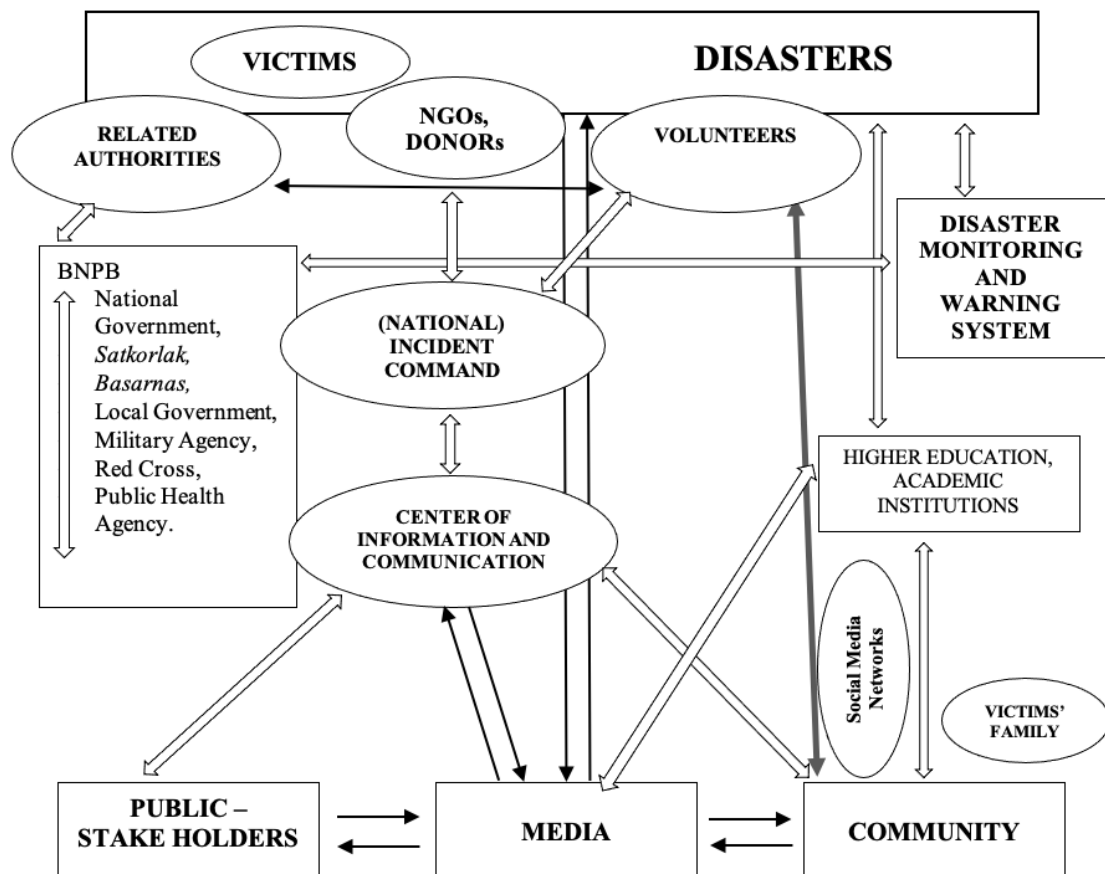 VICTIMS
DISASTERS
RELATED
AUTHORITIES
NGOs,
DONORs
VOLUNTEERS
DISASTER
MONITORING
AND
WARNING
SYSTEM
BNPB
National
Government,
Satkorlak,
Basarnas,
Local Government,
Military Agency,
Red Cross,
Public Health
Agency.
(NATIONAL)
INCIDENT
COMMAND
HIGHER EDUCATION,
ACADEMIC
INSTITUTIONS
CENTER OF
INFORMATION AND
COMMUNICATION
Social Media
Networks
VICTIMS'
FAMILY
PUBLIC –
STAKE HOLDERS
MEDIA
COMMUNITY